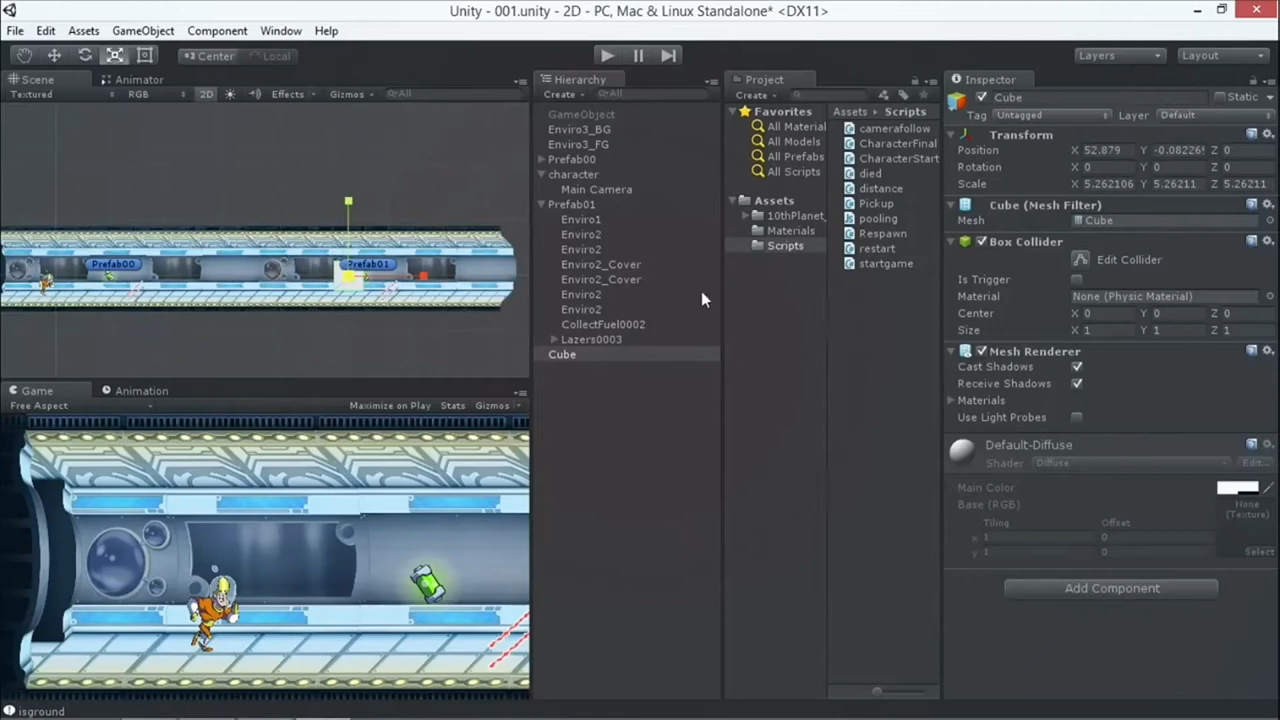 Unity - 001.unity - 2D - PC, Mac & Linux Standalone* <DX11>
File Edit Assets GameObject Component Window Help
Center Local Layers Layout
Scene Animator
Textured RGB 2D Effects Gizmos All
Prefab00 Prefab01
Game Animation
Free Aspect Maximize on Play Stats Gizmos
Hierarchy
Create All
GameObject
Enviro3_BG
Enviro3_FG
Prefab00
character
Main Camera
Prefab01
Enviro1
Enviro2
Enviro2
Enviro2_Cover
Enviro2_Cover
Enviro2
Enviro2
CollectFuel0002
Lazers0003
Cube
Project
Create
Favorites
All Material
All Models
All Prefabs
All Scripts
Assets
10thPlanet_
Materials
Scripts
Assets Scripts
camerafollow
CharacterFinal
CharacterStart
died
distance
Pickup
pooling
Respawn
restart
startgame
Inspector
Cube Static
Tag Untagged Layer Default
Transform
Position X 52.879 Y -0.08226! Z 0
Rotation X 0 Y 0 Z 0
Scale X 5.262106 Y 5.26211 Z 5.26211
Cube (Mesh Filter)
Mesh Cube
Box Collider
Edit Collider
Is Trigger
Material None (Physic Material)
Center X 0 Y 0 Z 0
Size X 1 Y 1 Z 1
Mesh Renderer
Cast Shadows
Receive Shadows
Materials
Use Light Probes
Default-Diffuse
Shader Diffuse Edit...
Main Color
Base (RGB)
None
(Texture)
Tiling Offset
x 1 0
y 1 0
Select
Add Component
isground